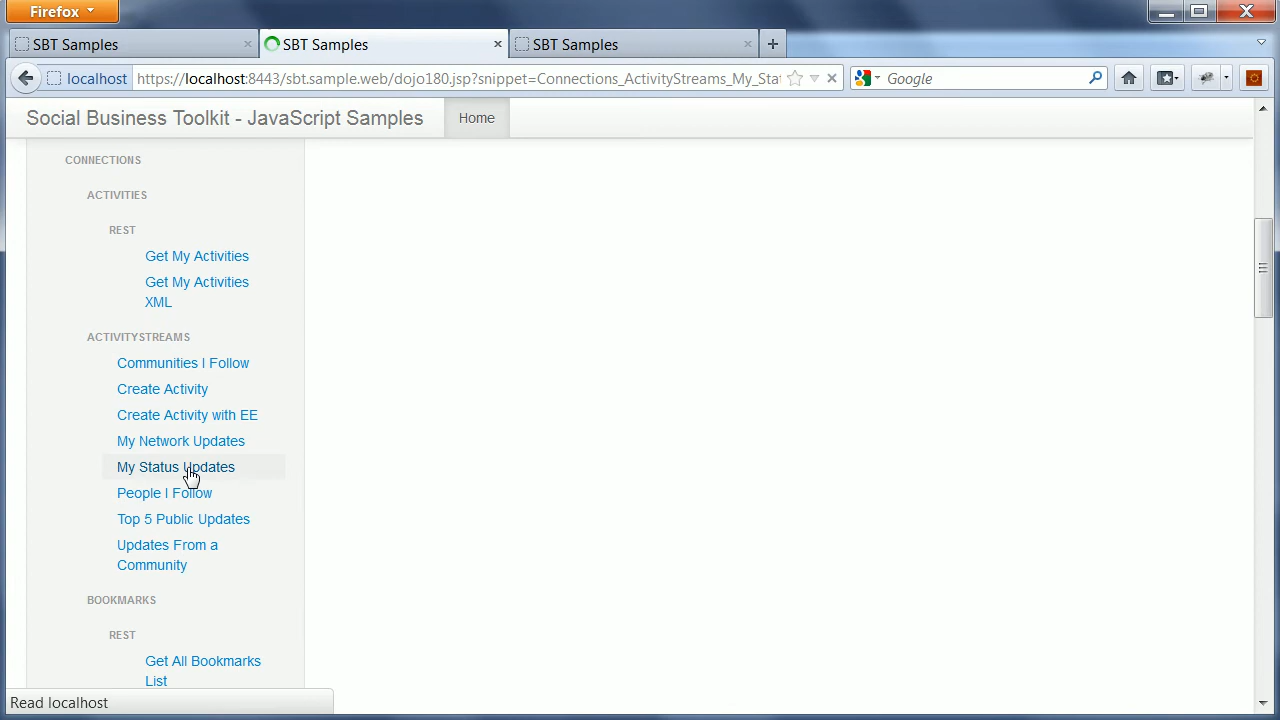 Firefox
SBT Samples
SBT Samples
SBT Samples
localhost
https://localhost:8443/sbt.sample.web/dojo180.jsp?snippet=Connections_ActivityStreams_My_Sta
Google
Social Business Toolkit - JavaScript Samples
Home
CONNECTIONS
ACTIVITIES
REST
Get My Activities
Get My Activities
XML
ACTIVITYSTREAMS
Communities I Follow
Create Activity
Create Activity with EE
My Network Updates
My Status Updates
People I Follow
Top 5 Public Updates
Updates From a
Community
BOOKMARKS
REST
Get All Bookmarks
List
Read localhost